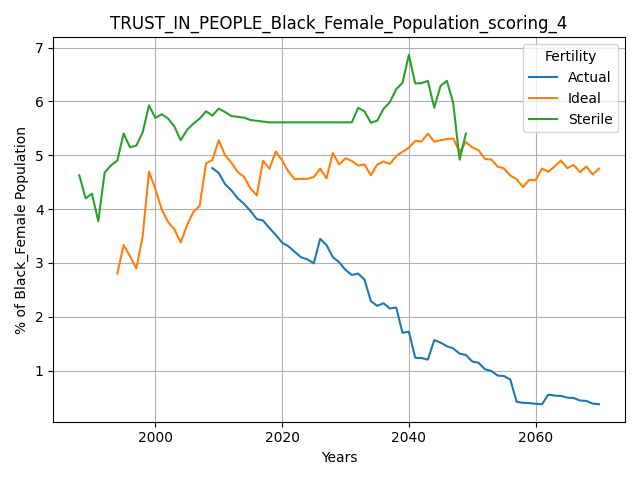 TRUST_IN_PEOPLE_Black_Female_Population_scoring_4
% of Black_Female Population
7
6
5
4
3
2
1
Fertility
Actual
Ideal
Sterile
2000
2020
2040
2060
Years